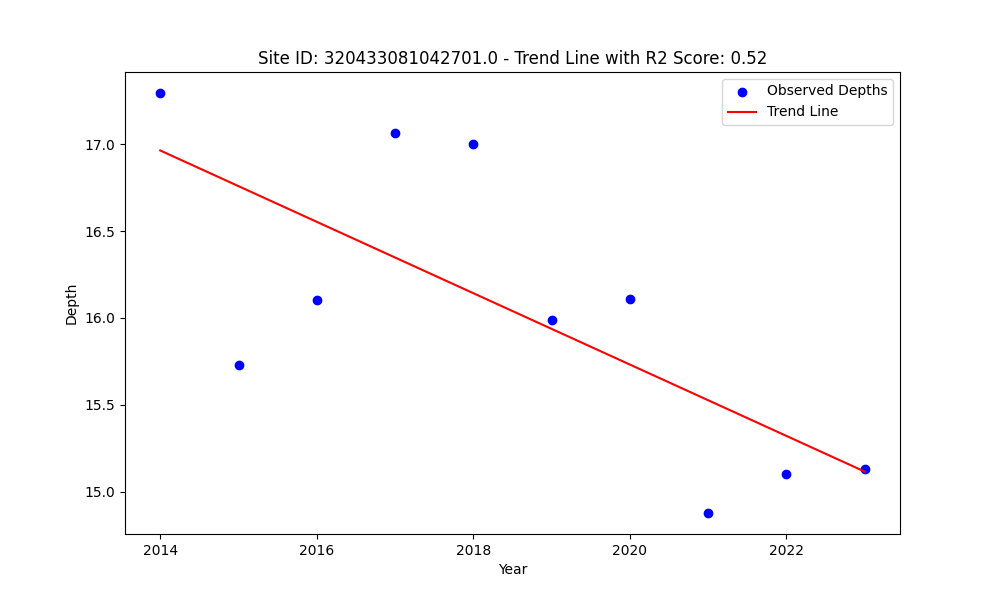 Site ID: 320433081042701.0 - Trend Line with R2 Score: 0.52
Observed Depths
Trend Line
17.0
16.5
16.0
15.5
15.0
Depth
2014
2016
2018
2020
2022
Year